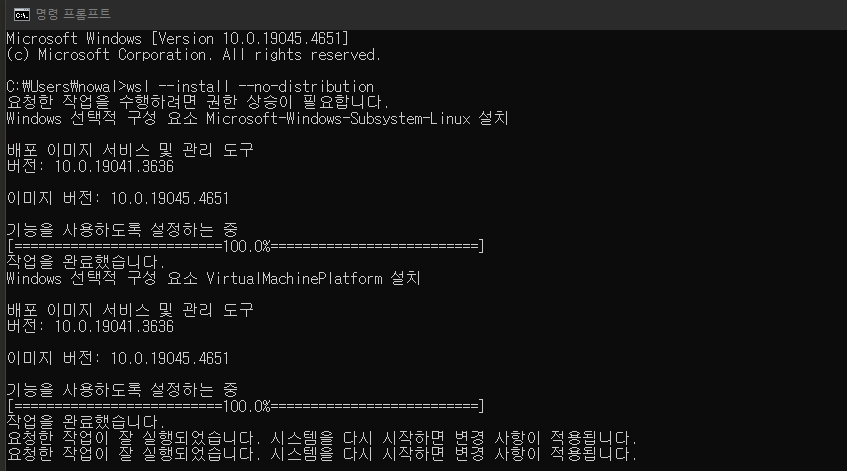 명령 프롬프트
Microsoft Windows [Version 10.0.19045.4651]
(c) Microsoft Corporation. All rights reserved.
C:₩Users₩nowal>wsl --install --no-distribution
요청한 작업을 수행하려면 권한 상승이 필요합니다.
Windows 선택적 구성 요소 Microsoft-Windows-Subsystem-Linux 설치
배포 이미지 서비스 및 관리 도구
버전: 10.0.19041.3636
이미지 버전: 10.0.19045.4651
기능을 사용하도록 설정하는 중
[==========================100.0%==========================]
작업을 완료했습니다.
Windows 선택적 구성 요소 VirtualMachinePlatform 설치
배포 이미지 서비스 및 관리 도구
버전: 10.0.19041.3636
이미지 버전: 10.0.19045.4651
기능을 사용하도록 설정하는 중
[==========================100.0%==========================]
작업을 완료했습니다.
요청한 작업이 잘 실행되었습니다. 시스템을 다시 시작하면 변경 사항이 적용됩니다.
요청한 작업이 잘 실행되었습니다. 시스템을 다시 시작하면 변경 사항이 적용됩니다.